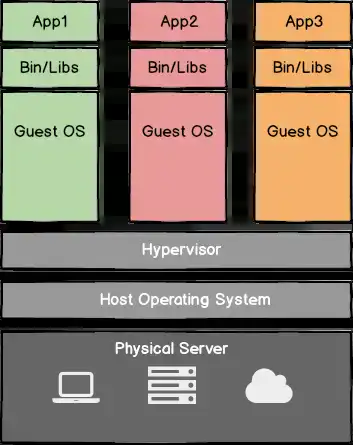 App1 App2 App3
Bin/Libs Bin/Libs Bin/Libs
Guest OS Guest OS Guest OS
Hypervisor
Host Operating System
Physical Server